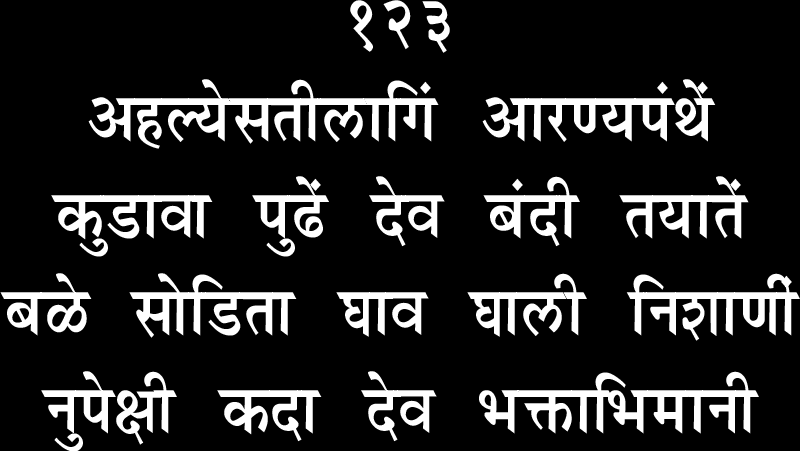 १२३
अहल्येसतीलागिं आरण्यपंथें
कुडावा पुढें देव बंदी तयातें
बळे सोडिता घाव घाली निशाणीं
नुपेक्षी कदा देव भक्ताभिमानी